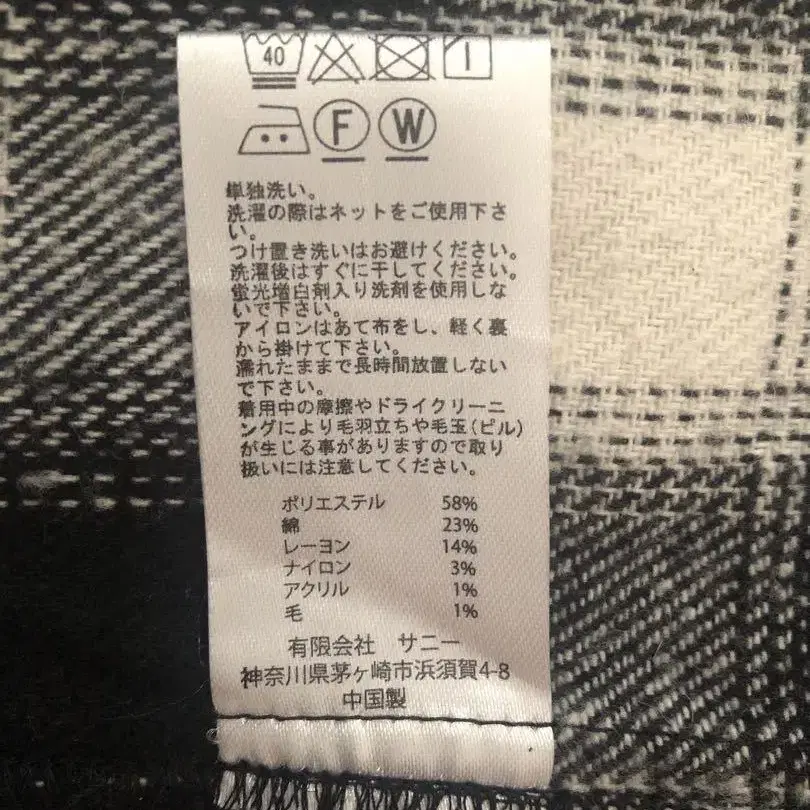 40
F W
単独洗い。
洗濯の際はネットをご使用下さ
い。
つけ置き洗いはお避けください。
洗濯後はすぐに干してください。
蛍光増白剤入り洗剤を使用しな
いで下さい。
アイロンはあて布をし、軽く裏
から掛けて下さい。
濡れたままで長時間放置しない
で下さい。
着用中の摩擦やドライクリーニ
ングにより毛羽立ちや毛玉(ピル)
が生じる事がありますので取り
扱いには注意してください。
ポリエステル 58%
綿 23%
レーヨン 14%
ナイロン 3%
アクリル 1%
毛 1%
有限会社 サニー
神奈川県茅ヶ崎市浜須賀4-8
中国製